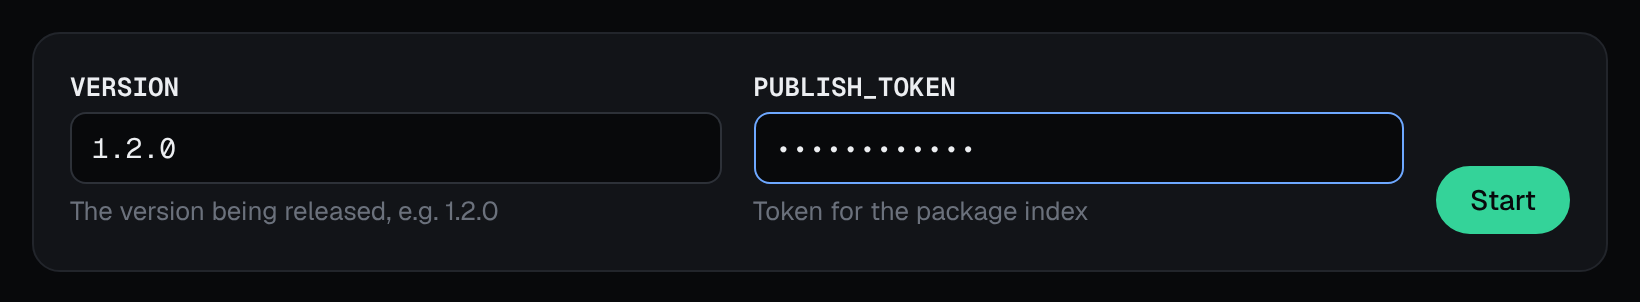 VERSION
1.2.0
The version being released, e.g. 1.2.0
PUBLISH_TOKEN
••••••••••••
Token for the package index
Start